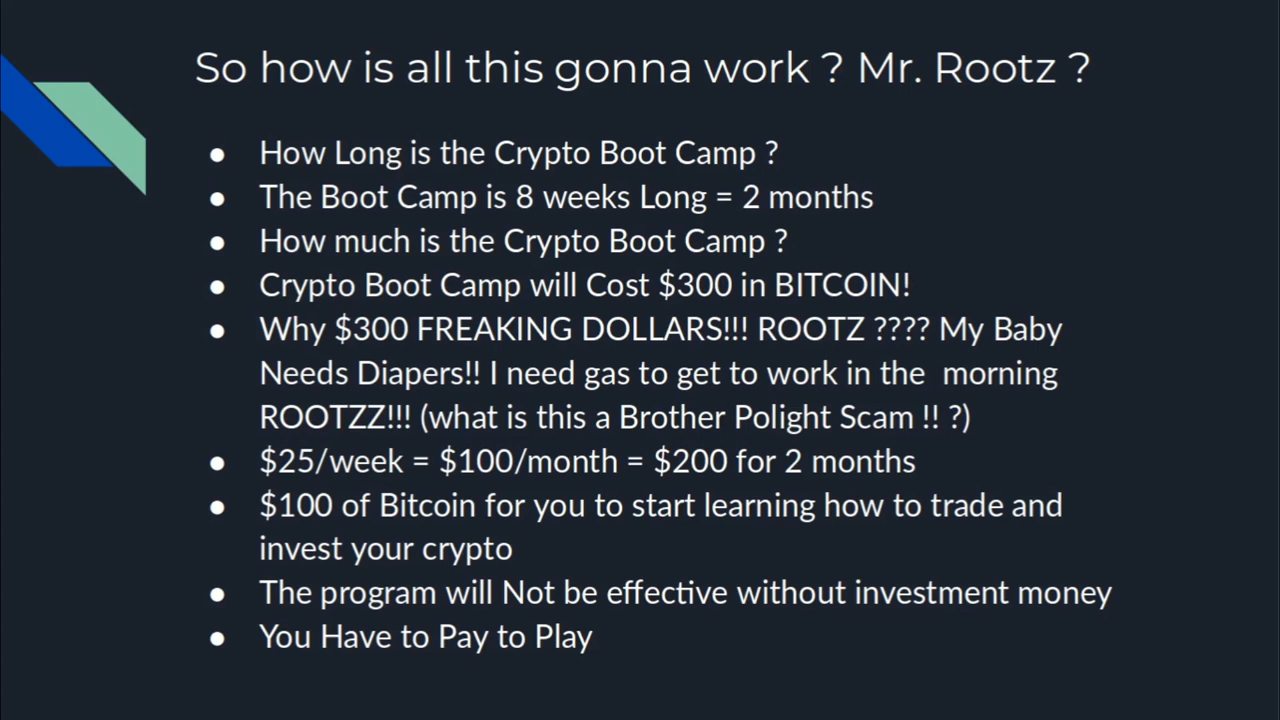 So how is all this gonna work ? Mr. Rootz ?
● How Long is the Crypto Boot Camp ?
● The Boot Camp is 8 weeks Long = 2 months
● How much is the Crypto Boot Camp ?
● Crypto Boot Camp will Cost $300 in BITCOIN!
● Why $300 FREAKING DOLLARS!!! ROOTZ ???? My Baby
Needs Diapers!! I need gas to get to work in the  morning
ROOTZZ!!! (what is this a Brother Polight Scam !! ?)
● $25/week = $100/month = $200 for 2 months
● $100 of Bitcoin for you to start learning how to trade and
invest your crypto
● The program will Not be effective without investment money
● You Have to Pay to Play